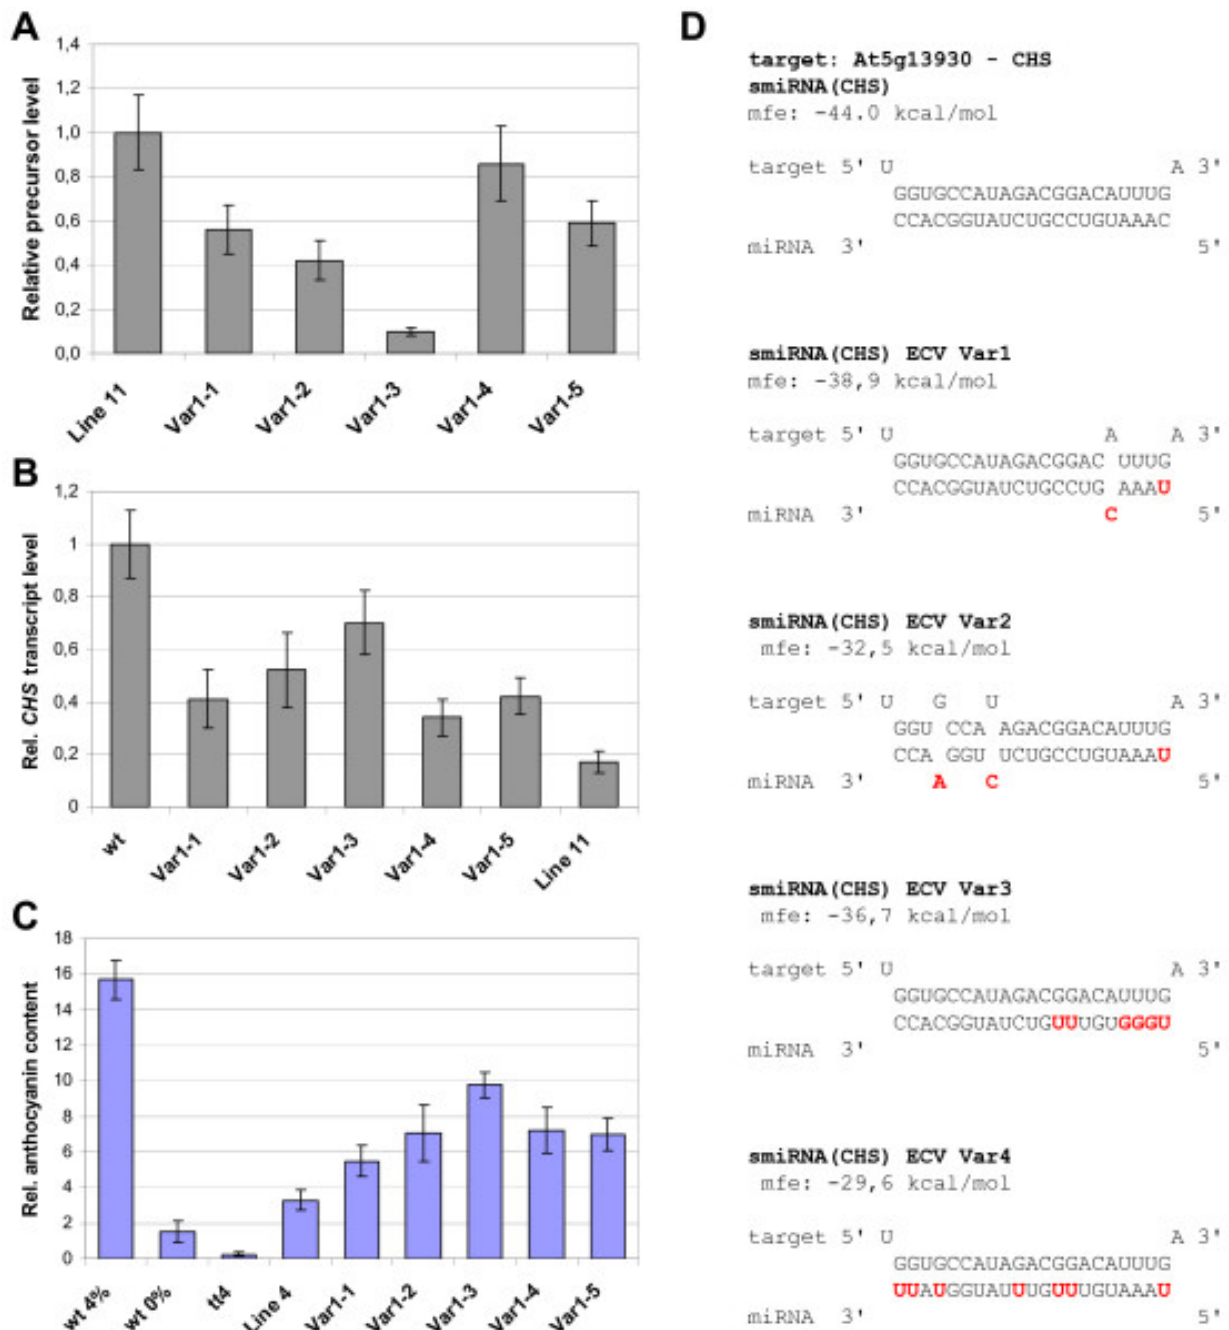 A
1,4
1,2
1,0
0,8
0,6
0,4
0,2
0,0
Relative precursor level
Line 11
Var1-1
Var1-2
Var1-3
Var1-4
Var1-5
B
1,2
1
0,8
0,6
0,4
0,2
0
Rel. CHS transcript level
wt
Var1-1
Var1-2
Var1-3
Var1-4
Var1-5
Line 11
C
18
16
14
12
10
8
6
4
2
0
Rel. anthocyanin content
wt 4%
wt 0%
tt4
Line 4
Var1-1
Var1-2
Var1-3
Var1-4
Var1-5
D
target: At5g13930 - CHS
smiRNA(CHS)
mfe: -44.0 kcal/mol
target 5' U A 3'
GGUGCCAUAGACGGACAUUUG
CCACGGUAUCUGCCUGUAAAC
miRNA 3' 5'
smiRNA(CHS) ECV Var1
mfe: -38,9 kcal/mol
target 5' U A A 3'
GGUGCCAUAGACGGAC UUUG
CCACGGUAUCUGCCUG AAAU
C
miRNA 3' 5'
smiRNA(CHS) ECV Var2
mfe: -32,5 kcal/mol
target 5' U G U A 3'
GGU CCA AGACGGACAUUUG
CCA GGU UCUGCCUGUAAAU
miRNA 3' A C 5'
smiRNA(CHS) ECV Var3
mfe: -36,7 kcal/mol
target 5' U A 3'
GGUGCCAUAGACGGACAUUUG
CCACGGUAUCUGUUUGUGGGU
miRNA 3' 5'
smiRNA(CHS) ECV Var4
mfe: -29,6 kcal/mol
target 5' U A 3'
GGUGCCAUAGACGGACAUUUG
UUAUGGUAUUUGUUUGUAAAU
miRNA 3' 5'